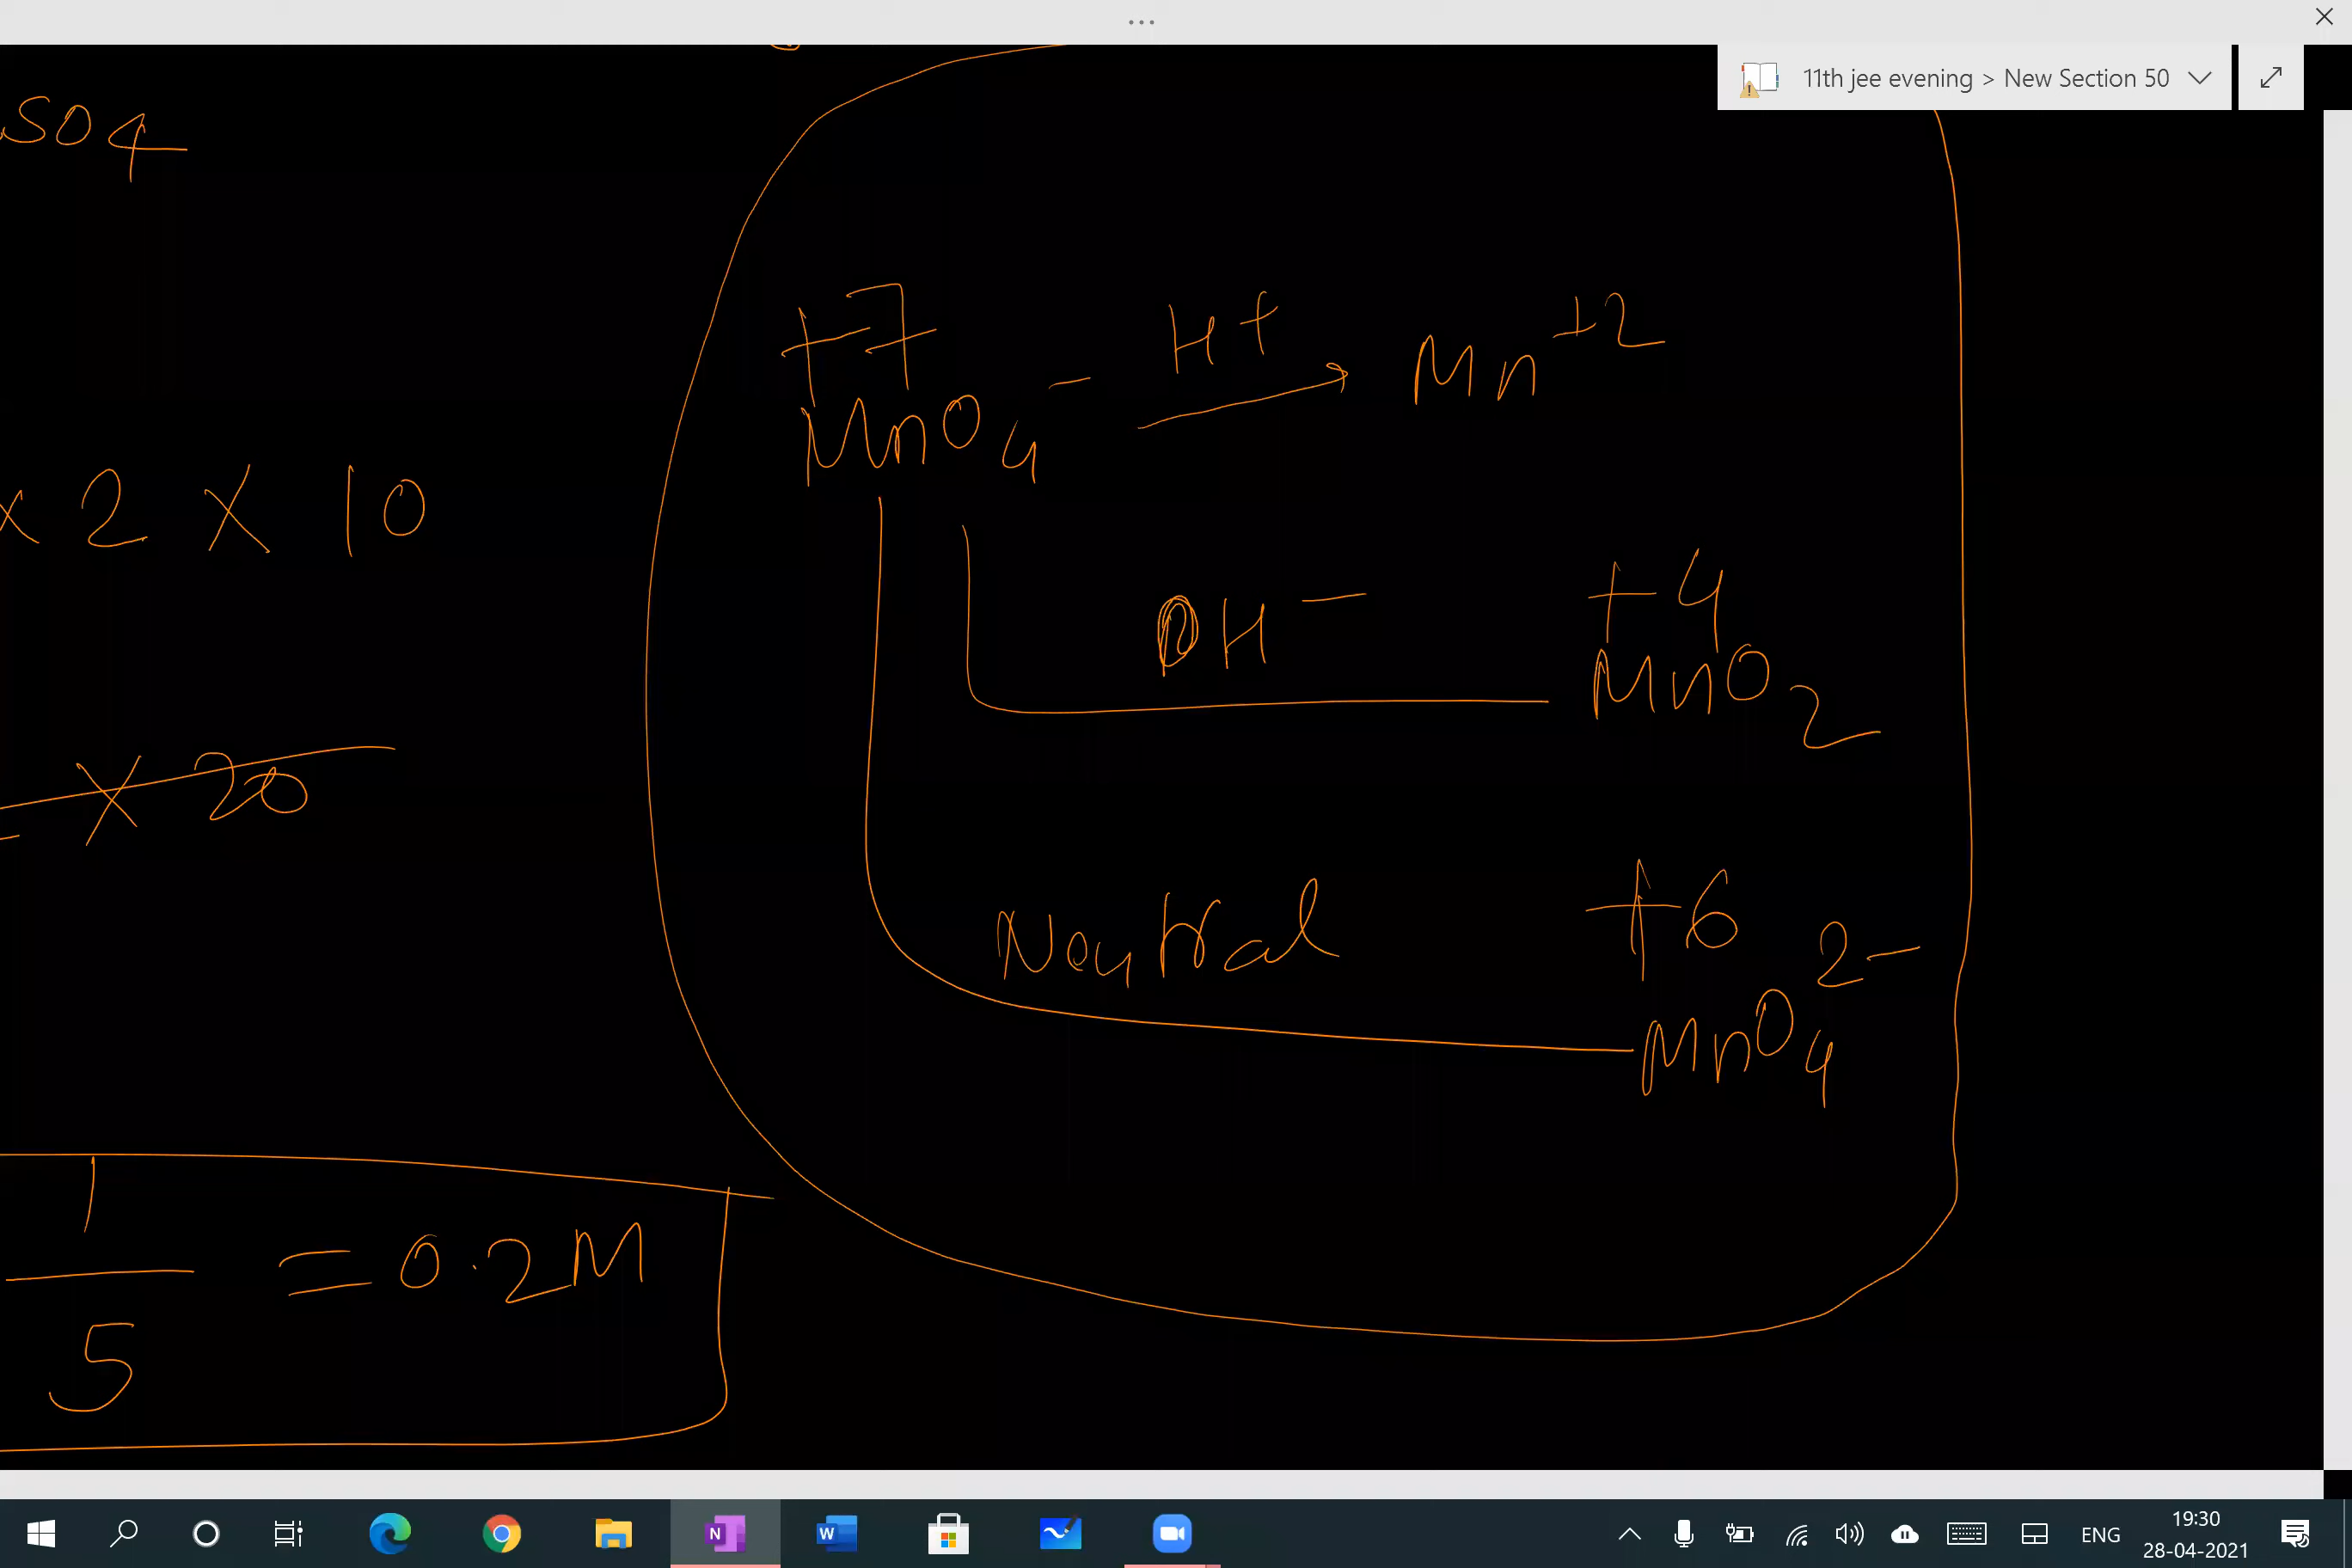 11th jee evening > New Section 50
SO4
+7
MnO4 - H+ Mn+2
x 2 x 10
OH- +4
MnO2
x 20
Neutral +6
MnO4 2-
1
5 = 0.2M
ENG
19:30
28-04-2021